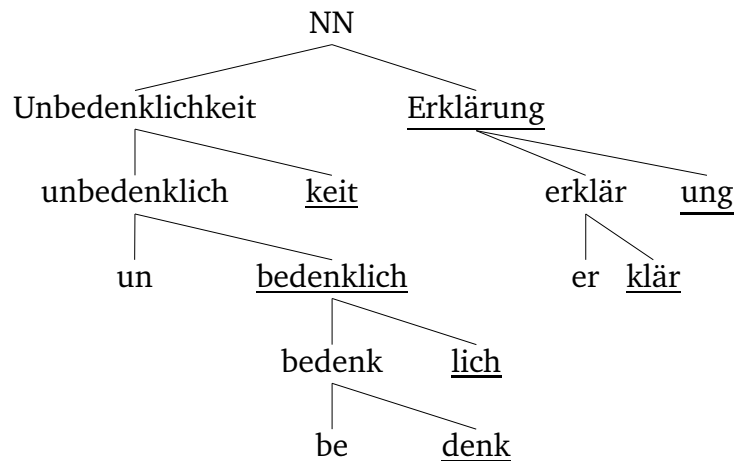 NN
Unbedenklichkeit Erklärung
unbedenklich keit erklär ung
un bedenklich er klär
bedenk lich
be denk